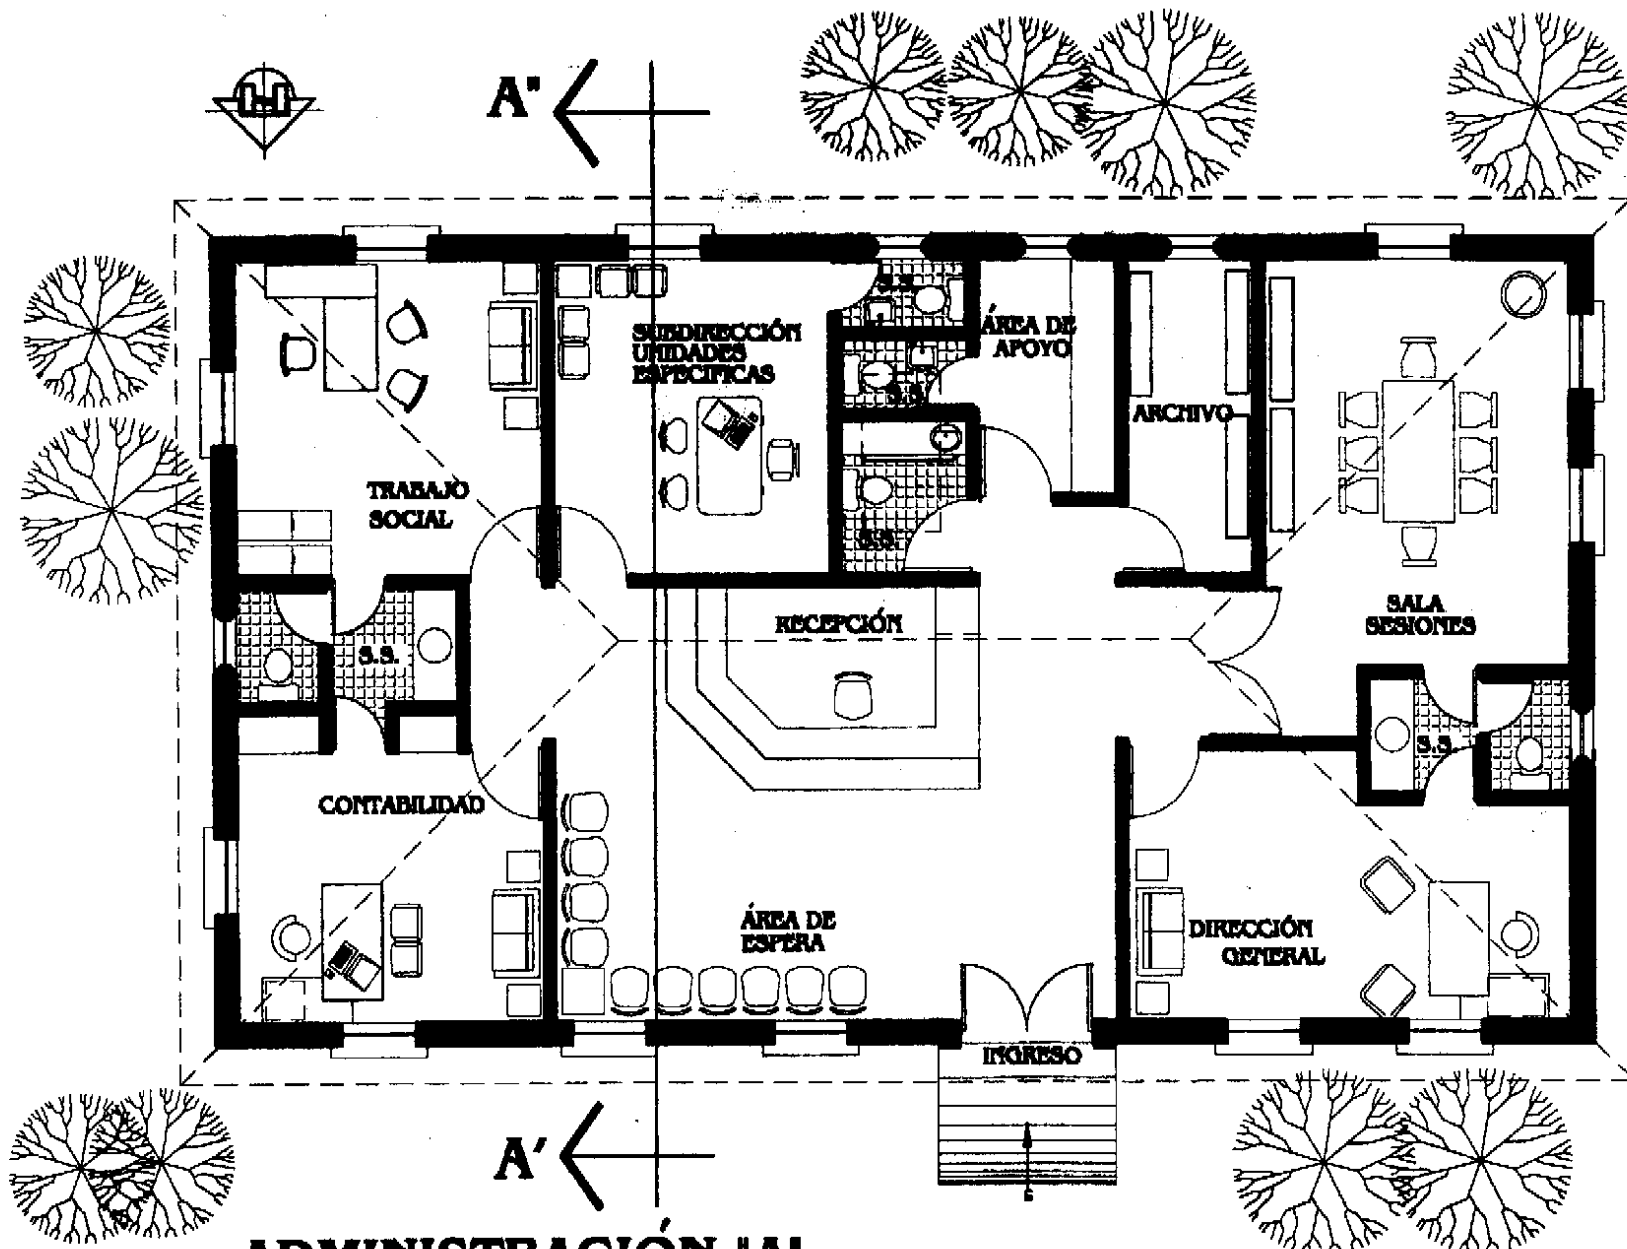 A"
S.S.
SUBDIRECCIÓN
UNIDADES
ESPECIFICAS
ÁREA DE
APOYO
S.S.
ARCHIVO
TRABAJO
SOCIAL
S.S.
RECEPCIÓN
SALA
SESIONES
S.S.
S.S.
CONTABILIDAD
ÁREA DE
ESPERA
DIRECCIÓN
GENERAL
INGRESO
A'
ADMINISTRACIÓN "A"